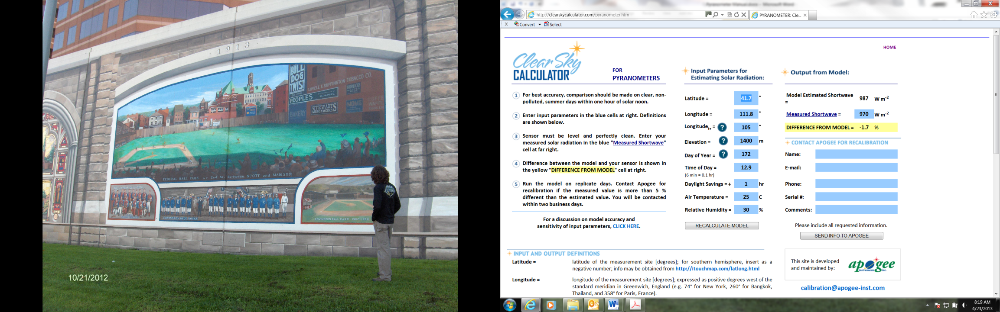 1913
BULL
DOG
TWIST
LOVELL & BUFFINGTON TOBACCO CO.
HORLICKS
PEOPLES BANK
STEWARTS
IRONWORKS
BAKERY
FEDERAL BALL PARK AT 2nd St. Between SCOTT and MADISON
COVINGTON BLUE SOCKS
COVINGTON BALL PARK
10/21/2012
http://clearskycalculator.com/pyranometer.htm
PYRANOMETER: Cle...
x Convert Select
HOME
Clear Sky
CALCULATOR
FOR
PYRANOMETERS
1 For best accuracy, comparison should be made on clear, non-
polluted, summer days within one hour of solar noon.
2 Enter input parameters in the blue cells at right. Definitions
are shown below.
3 Sensor must be level and perfectly clean. Enter your
measured solar radiation in the blue "Measured Shortwave"
cell at far right.
4 Difference between the model and your sensor is shown in
the yellow "DIFFERENCE FROM MODEL" cell at right.
5 Run the model on replicate days. Contact Apogee for
recalibration if the measured value is more than 5 %
different than the estimated value. You will be contacted
within two business days.
For a discussion on model accuracy and
sensitivity of input parameters, CLICK HERE.
Input Parameters for
Estimating Solar Radiation:
Latitude = 41.7 °
Longitude = 111.8 °
Longitudetz = ? 105 °
Elevation = ? 1400 m
Day of Year = ? 172
Time of Day = 12.9
(6 min = 0.1 hr)
Daylight Savings = + 1 hr
Air Temperature = 25 C
Relative Humidity = 30 %
RECALCULATE MODEL
Output from Model:
Model Estimated Shortwave
= 987 W m-2
Measured Shortwave = 970 W m-2
DIFFERENCE FROM MODEL = -1.7 %
CONTACT APOGEE FOR RECALIBRATION
Name:
E-mail:
Phone:
Serial #:
Comments:
Please include all requested information.
SEND INFO TO APOGEE
INPUT AND OUTPUT DEFINITIONS
Latitude = latitude of the measurement site [degrees]; for southern hemisphere, insert as a
negative number; info may be obtained from http://itouchmap.com/latlong.html
Longitude = longitude of the measurement site [degrees]; expressed as positive degrees west of the
standard meridian in Greenwich, England (e.g. 74° for New York, 260° for Bangkok,
Thailand, and 358° for Paris, France).
This site is developed
and maintained by:
apogee
instruments inc.
calibration@apogee-inst.com
8:19 AM
4/23/2013